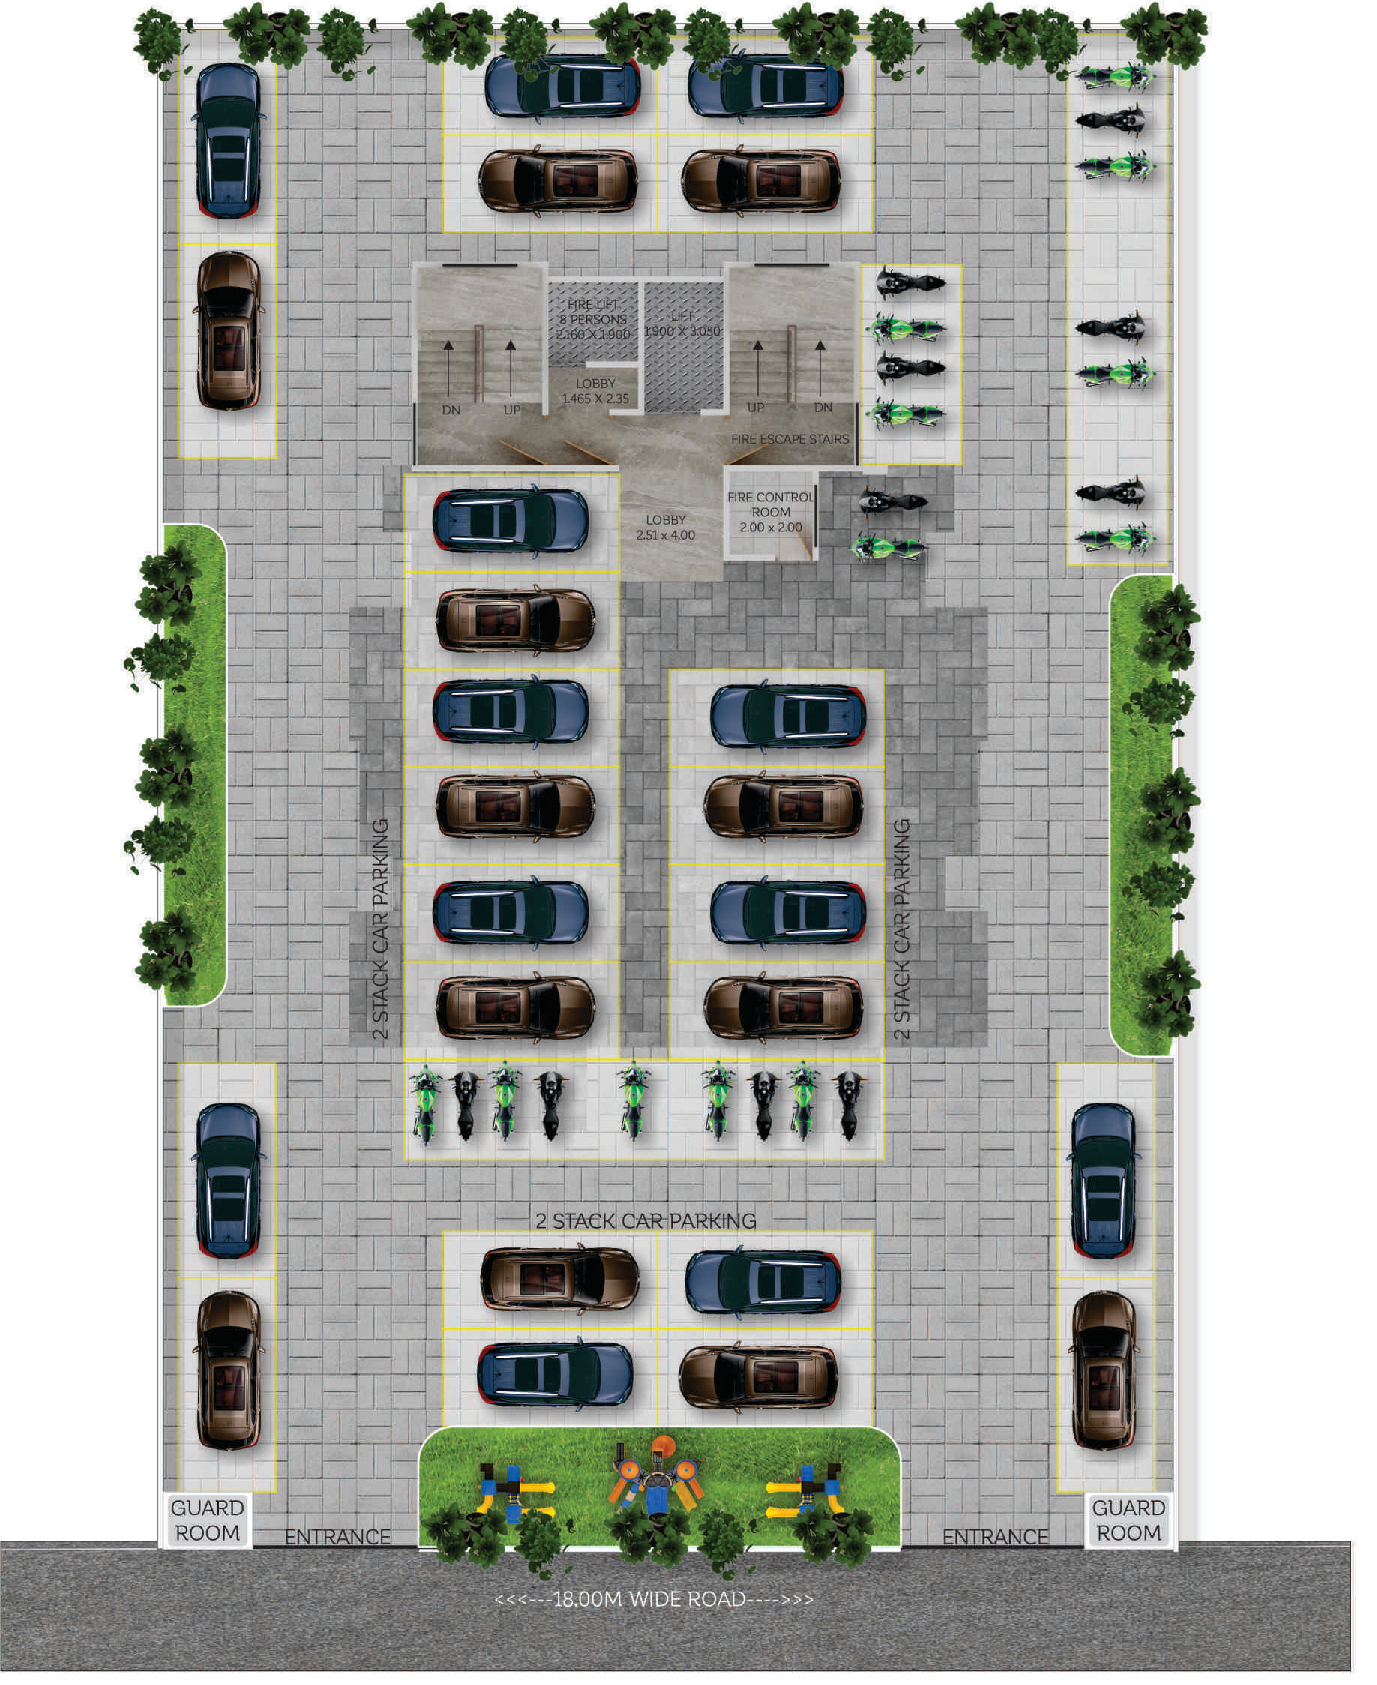 FIRE LIFT
8 PERSONS
2.160 X 1.900
LIFT
1.900 X 3.080
LOBBY
1.465 X 2.35
DN
UP
UP
DN
FIRE ESCAPE STAIRS
FIRE CONTROL
ROOM
2.00 x 2.00
LOBBY
2.51 x 4.00
2 STACK CAR PARKING
2 STACK CAR PARKING
2 STACK CAR PARKING
GUARD
ROOM
ENTRANCE
ENTRANCE
GUARD
ROOM
<<<---18.00M WIDE ROAD---->>>